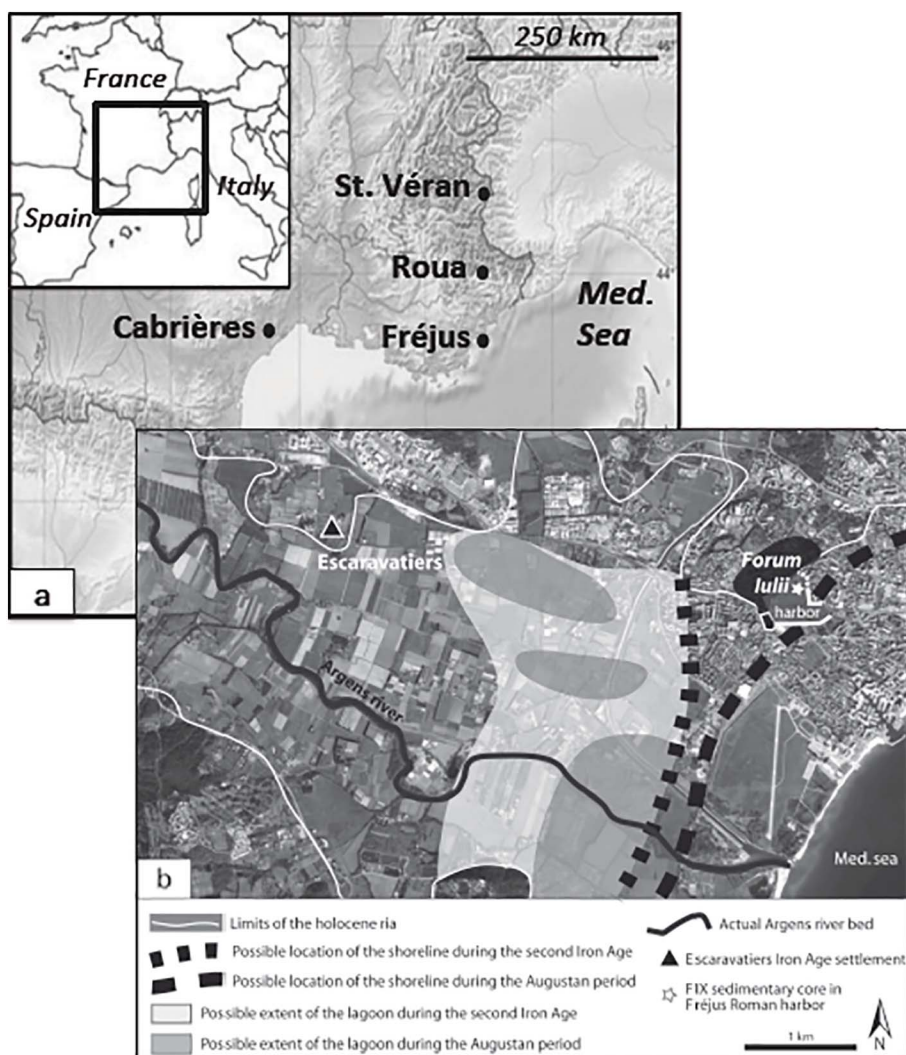 250 km
46°
France
Italy
Spain
St. Véran
Roua
44°
Med.
Sea
Cabrières
Fréjus
a
Escaravatiers
Forum
Iulii
harbor
Argens river
Med. sea
b
Limits of the holocene ria
Possible location of the shoreline during the second Iron Age
Possible location of the shoreline during the Augustan period
Possible extent of the lagoon during the second Iron Age
Possible extent of the lagoon during the Augustan period
Actual Argens river bed
Escaravatiers Iron Age settlement
FIX sedimentary core in
Fréjus Roman harbor
1 km
N